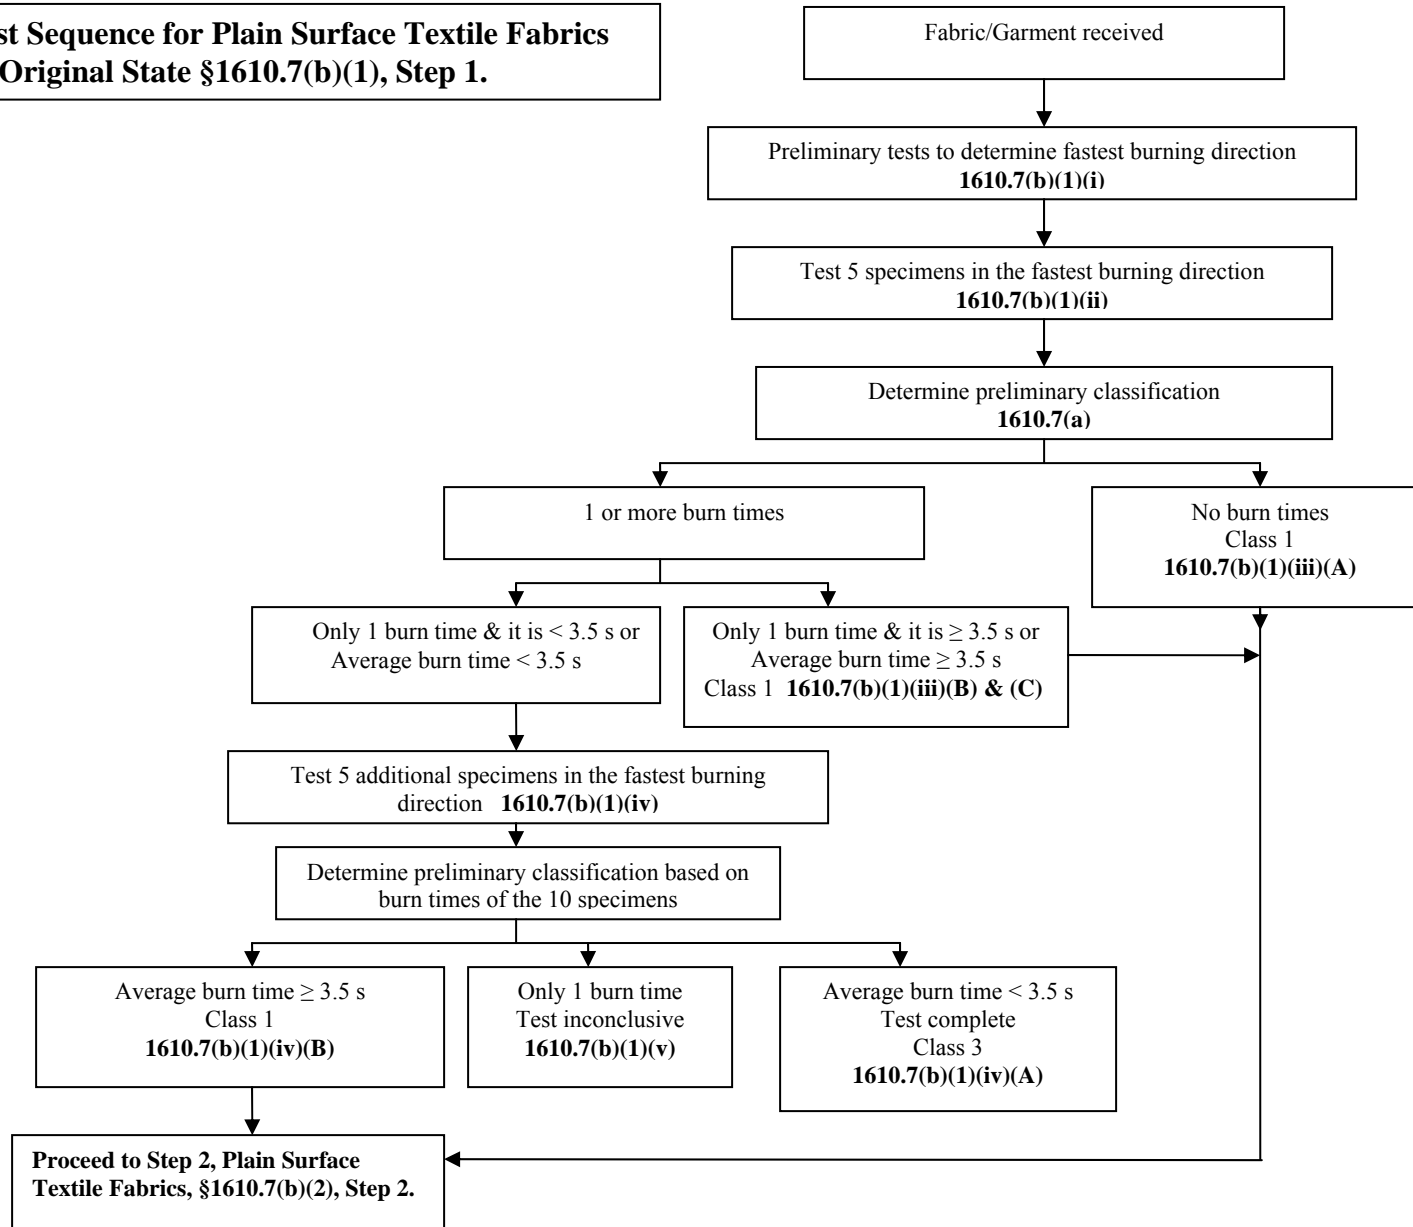 st Sequence for Plain Surface Textile Fabrics
Original State §1610.7(b)(1), Step 1.
Fabric/Garment received
Preliminary tests to determine fastest burning direction
1610.7(b)(1)(i)
Test 5 specimens in the fastest burning direction
1610.7(b)(1)(ii)
Determine preliminary classification
1610.7(a)
1 or more burn times
No burn times
Class 1
1610.7(b)(1)(iii)(A)
Only 1 burn time & it is < 3.5 s or
Average burn time < 3.5 s
Only 1 burn time & it is ≥ 3.5 s or
Average burn time ≥ 3.5 s
Class 1 1610.7(b)(1)(iii)(B) & (C)
Test 5 additional specimens in the fastest burning
direction 1610.7(b)(1)(iv)
Determine preliminary classification based on
burn times of the 10 specimens
Average burn time ≥ 3.5 s
Class 1
1610.7(b)(1)(iv)(B)
Only 1 burn time
Test inconclusive
1610.7(b)(1)(v)
Average burn time < 3.5 s
Test complete
Class 3
1610.7(b)(1)(iv)(A)
Proceed to Step 2, Plain Surface
Textile Fabrics, §1610.7(b)(2), Step 2.